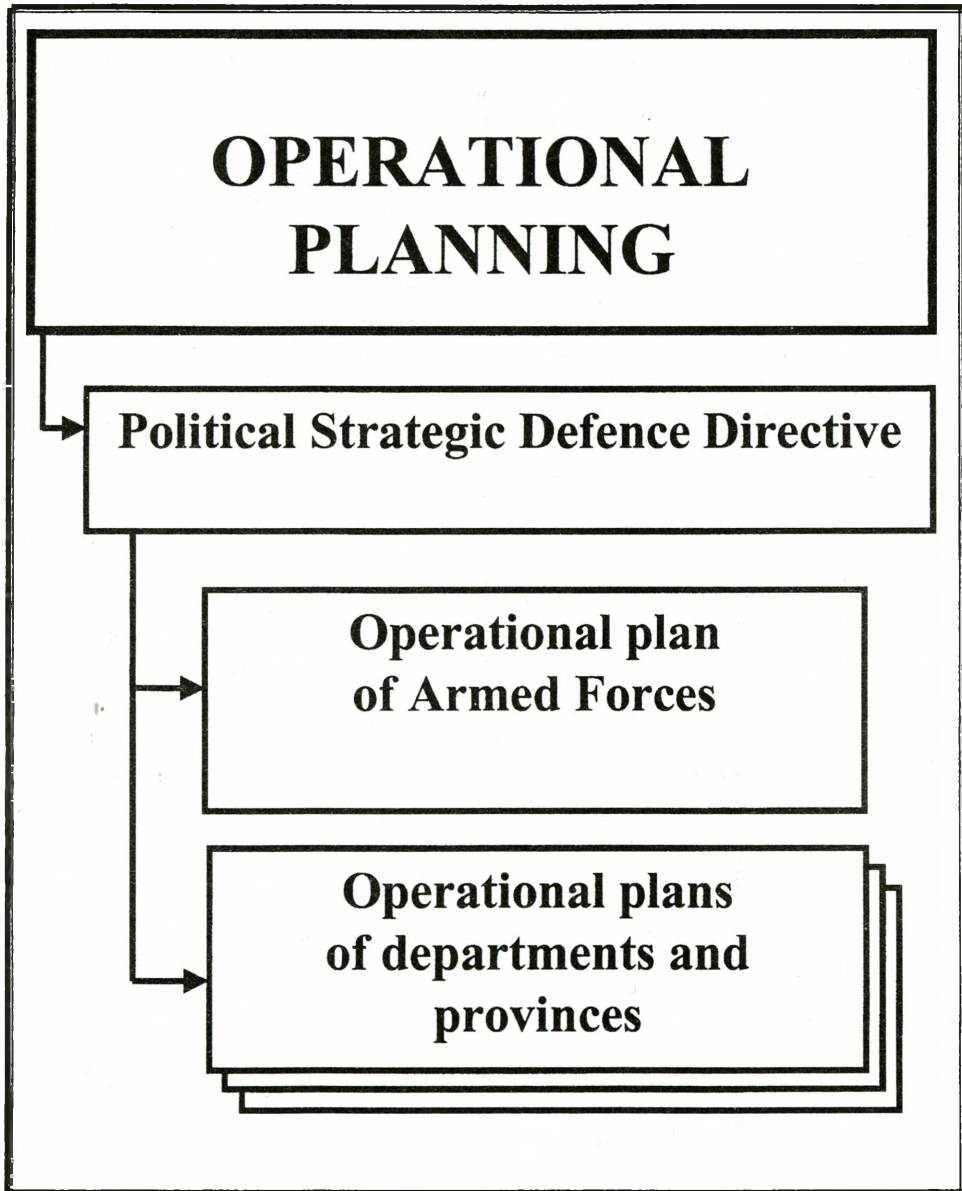 OPERATIONAL
PLANNING
Political Strategic Defence Directive
Operational plan
of Armed Forces
Operational plans
of departments and
provinces